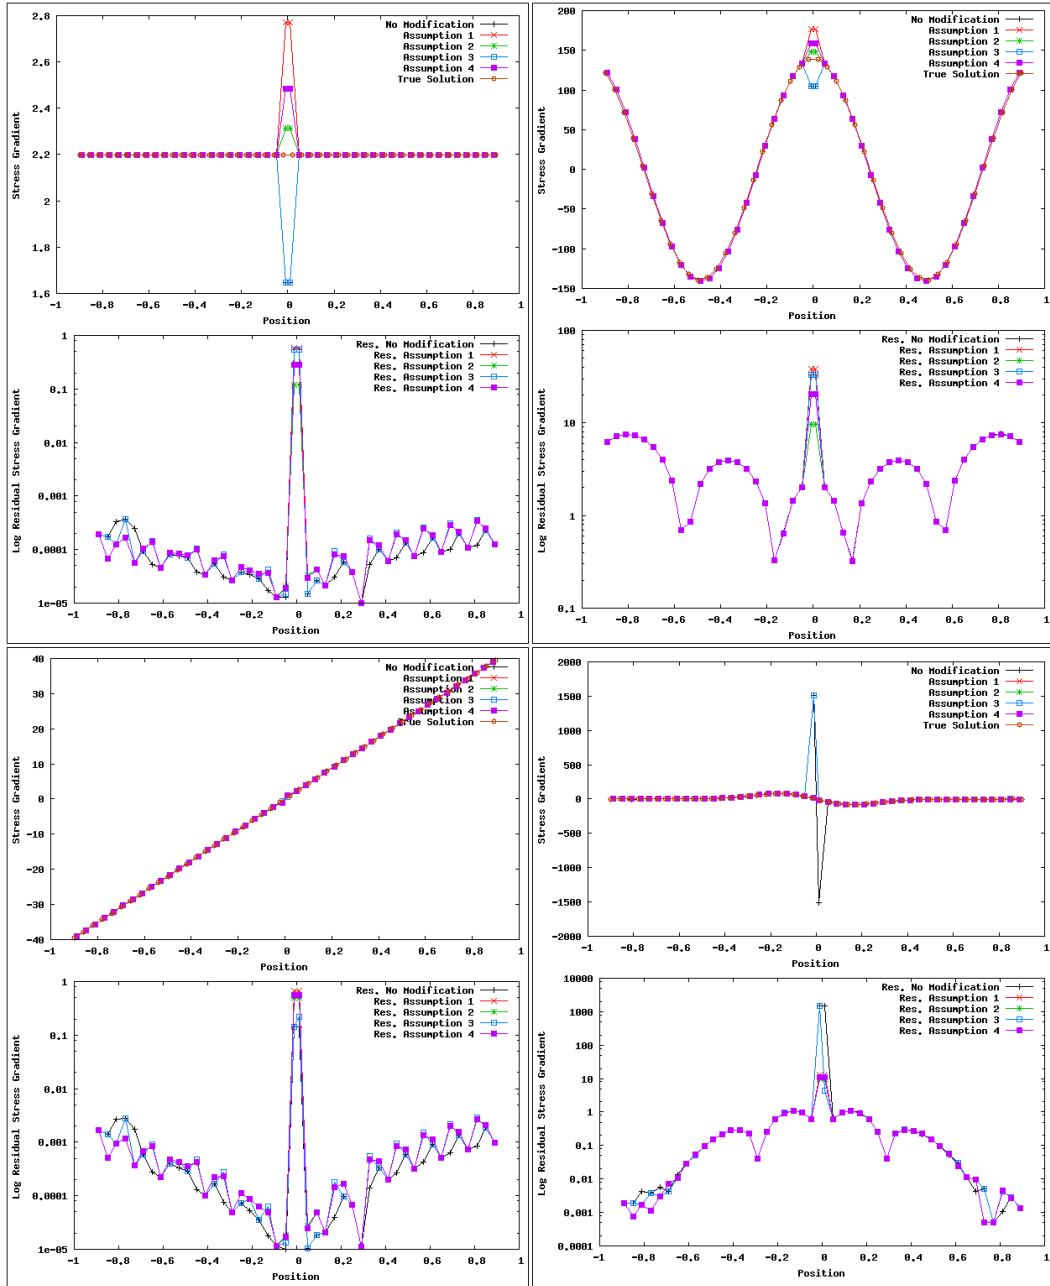 2.8
2.6
2.4
2.2
2
1.8
1.6
-1 -0.8 -0.6 -0.4 -0.2 0 0.2 0.4 0.6 0.8 1
Position
Stress Gradient
No Modification
Assumption 1
Assumption 2
Assumption 3
Assumption 4
True Solution
1
0.1
0.01
0.001
0.0001
1e-05
-1 -0.8 -0.6 -0.4 -0.2 0 0.2 0.4 0.6 0.8 1
Position
Log Residual Stress Gradient
Res. No Modification
Res. Assumption 1
Res. Assumption 2
Res. Assumption 3
Res. Assumption 4
200
150
100
50
0
-50
-100
-150
-1 -0.8 -0.6 -0.4 -0.2 0 0.2 0.4 0.6 0.8 1
Position
Stress Gradient
No Modification
Assumption 1
Assumption 2
Assumption 3
Assumption 4
True Solution
100
10
1
0.1
-1 -0.8 -0.6 -0.4 -0.2 0 0.2 0.4 0.6 0.8 1
Position
Log Residual Stress Gradient
Res. No Modification
Res. Assumption 1
Res. Assumption 2
Res. Assumption 3
Res. Assumption 4
40
30
20
10
0
-10
-20
-30
-40
-1 -0.8 -0.6 -0.4 -0.2 0 0.2 0.4 0.6 0.8 1
Position
Stress Gradient
No Modification
Assumption 1
Assumption 2
Assumption 3
Assumption 4
True Solution
1
0.1
0.01
0.001
0.0001
1e-05
-1 -0.8 -0.6 -0.4 -0.2 0 0.2 0.4 0.6 0.8 1
Position
Log Residual Stress Gradient
Res. No Modification
Res. Assumption 1
Res. Assumption 2
Res. Assumption 3
Res. Assumption 4
2000
1500
1000
500
0
-500
-1000
-1500
-2000
-1 -0.8 -0.6 -0.4 -0.2 0 0.2 0.4 0.6 0.8 1
Position
Stress Gradient
No Modification
Assumption 1
Assumption 2
Assumption 3
Assumption 4
True Solution
10000
1000
100
10
1
0.1
0.01
0.001
0.0001
-1 -0.8 -0.6 -0.4 -0.2 0 0.2 0.4 0.6 0.8 1
Position
Log Residual Stress Gradient
Res. No Modification
Res. Assumption 1
Res. Assumption 2
Res. Assumption 3
Res. Assumption 4